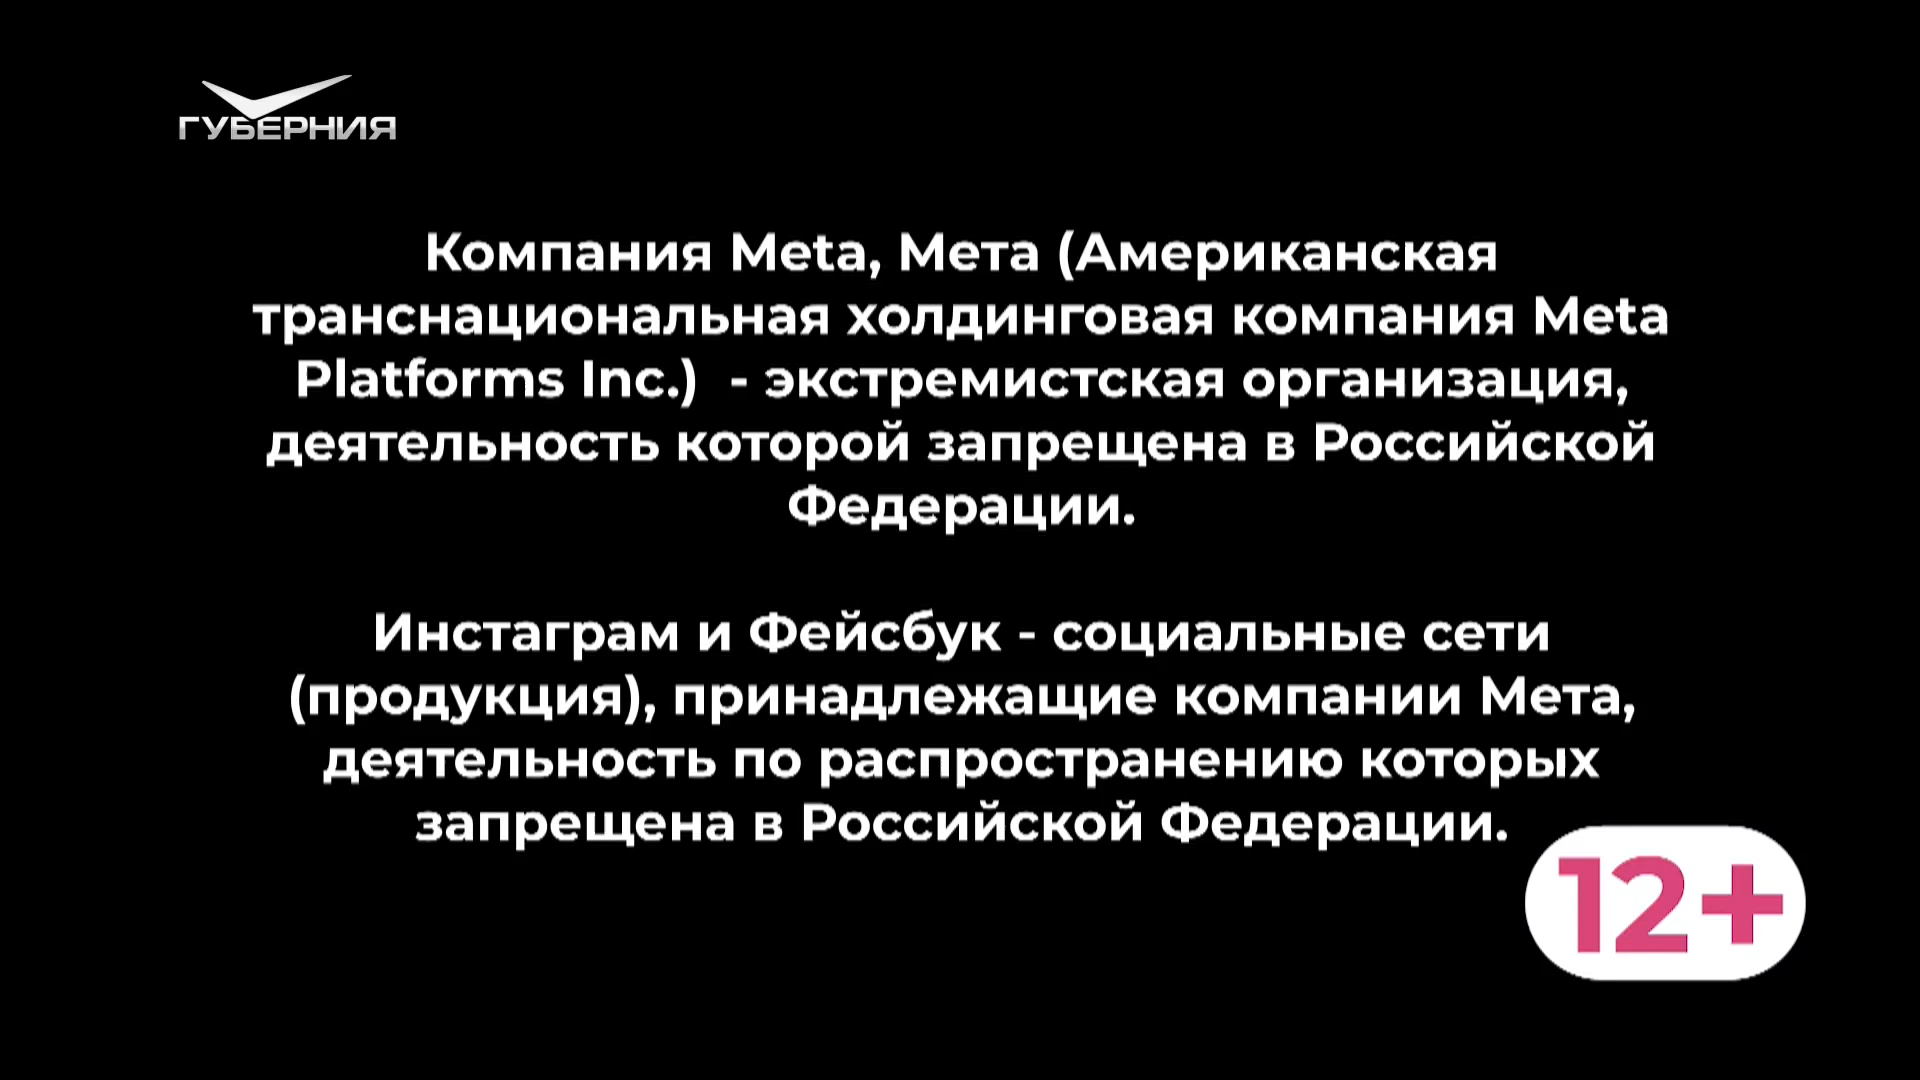 ГУБЕРНИЯ
Компания Meta, Мета (Американская
транснациональная холдинговая компания Meta
Platforms Inc.)  - экстремистская организация,
деятельность которой запрещена в Российской
Федерации.
Инстаграм и Фейсбук - социальные сети
(продукция), принадлежащие компании Мета,
деятельность по распространению которых
запрещена в Российской Федерации.
12+